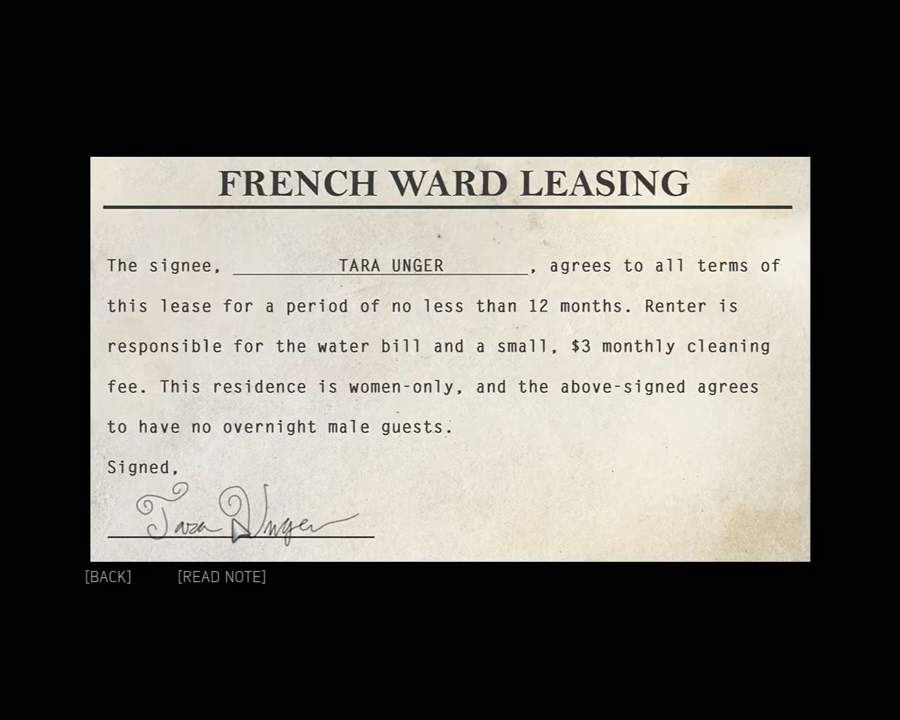 FRENCH WARD LEASING
The signee, TARA UNGER, agrees to all terms of
this lease for a period of no less than 12 months. Renter is
responsible for the water bill and a small, $3 monthly cleaning
fee. This residence is women-only, and the above-signed agrees
to have no overnight male guests.
Signed,
Tara Unger
[BACK] [READ NOTE]